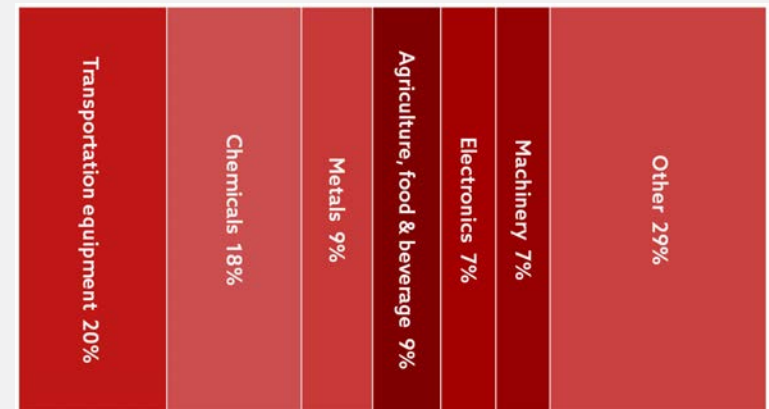 Transportation equipment 20%
Chemicals 18%
Metals 9%
Agriculture, food & beverage 9%
Electronics 7%
Machinery 7%
Other 29%